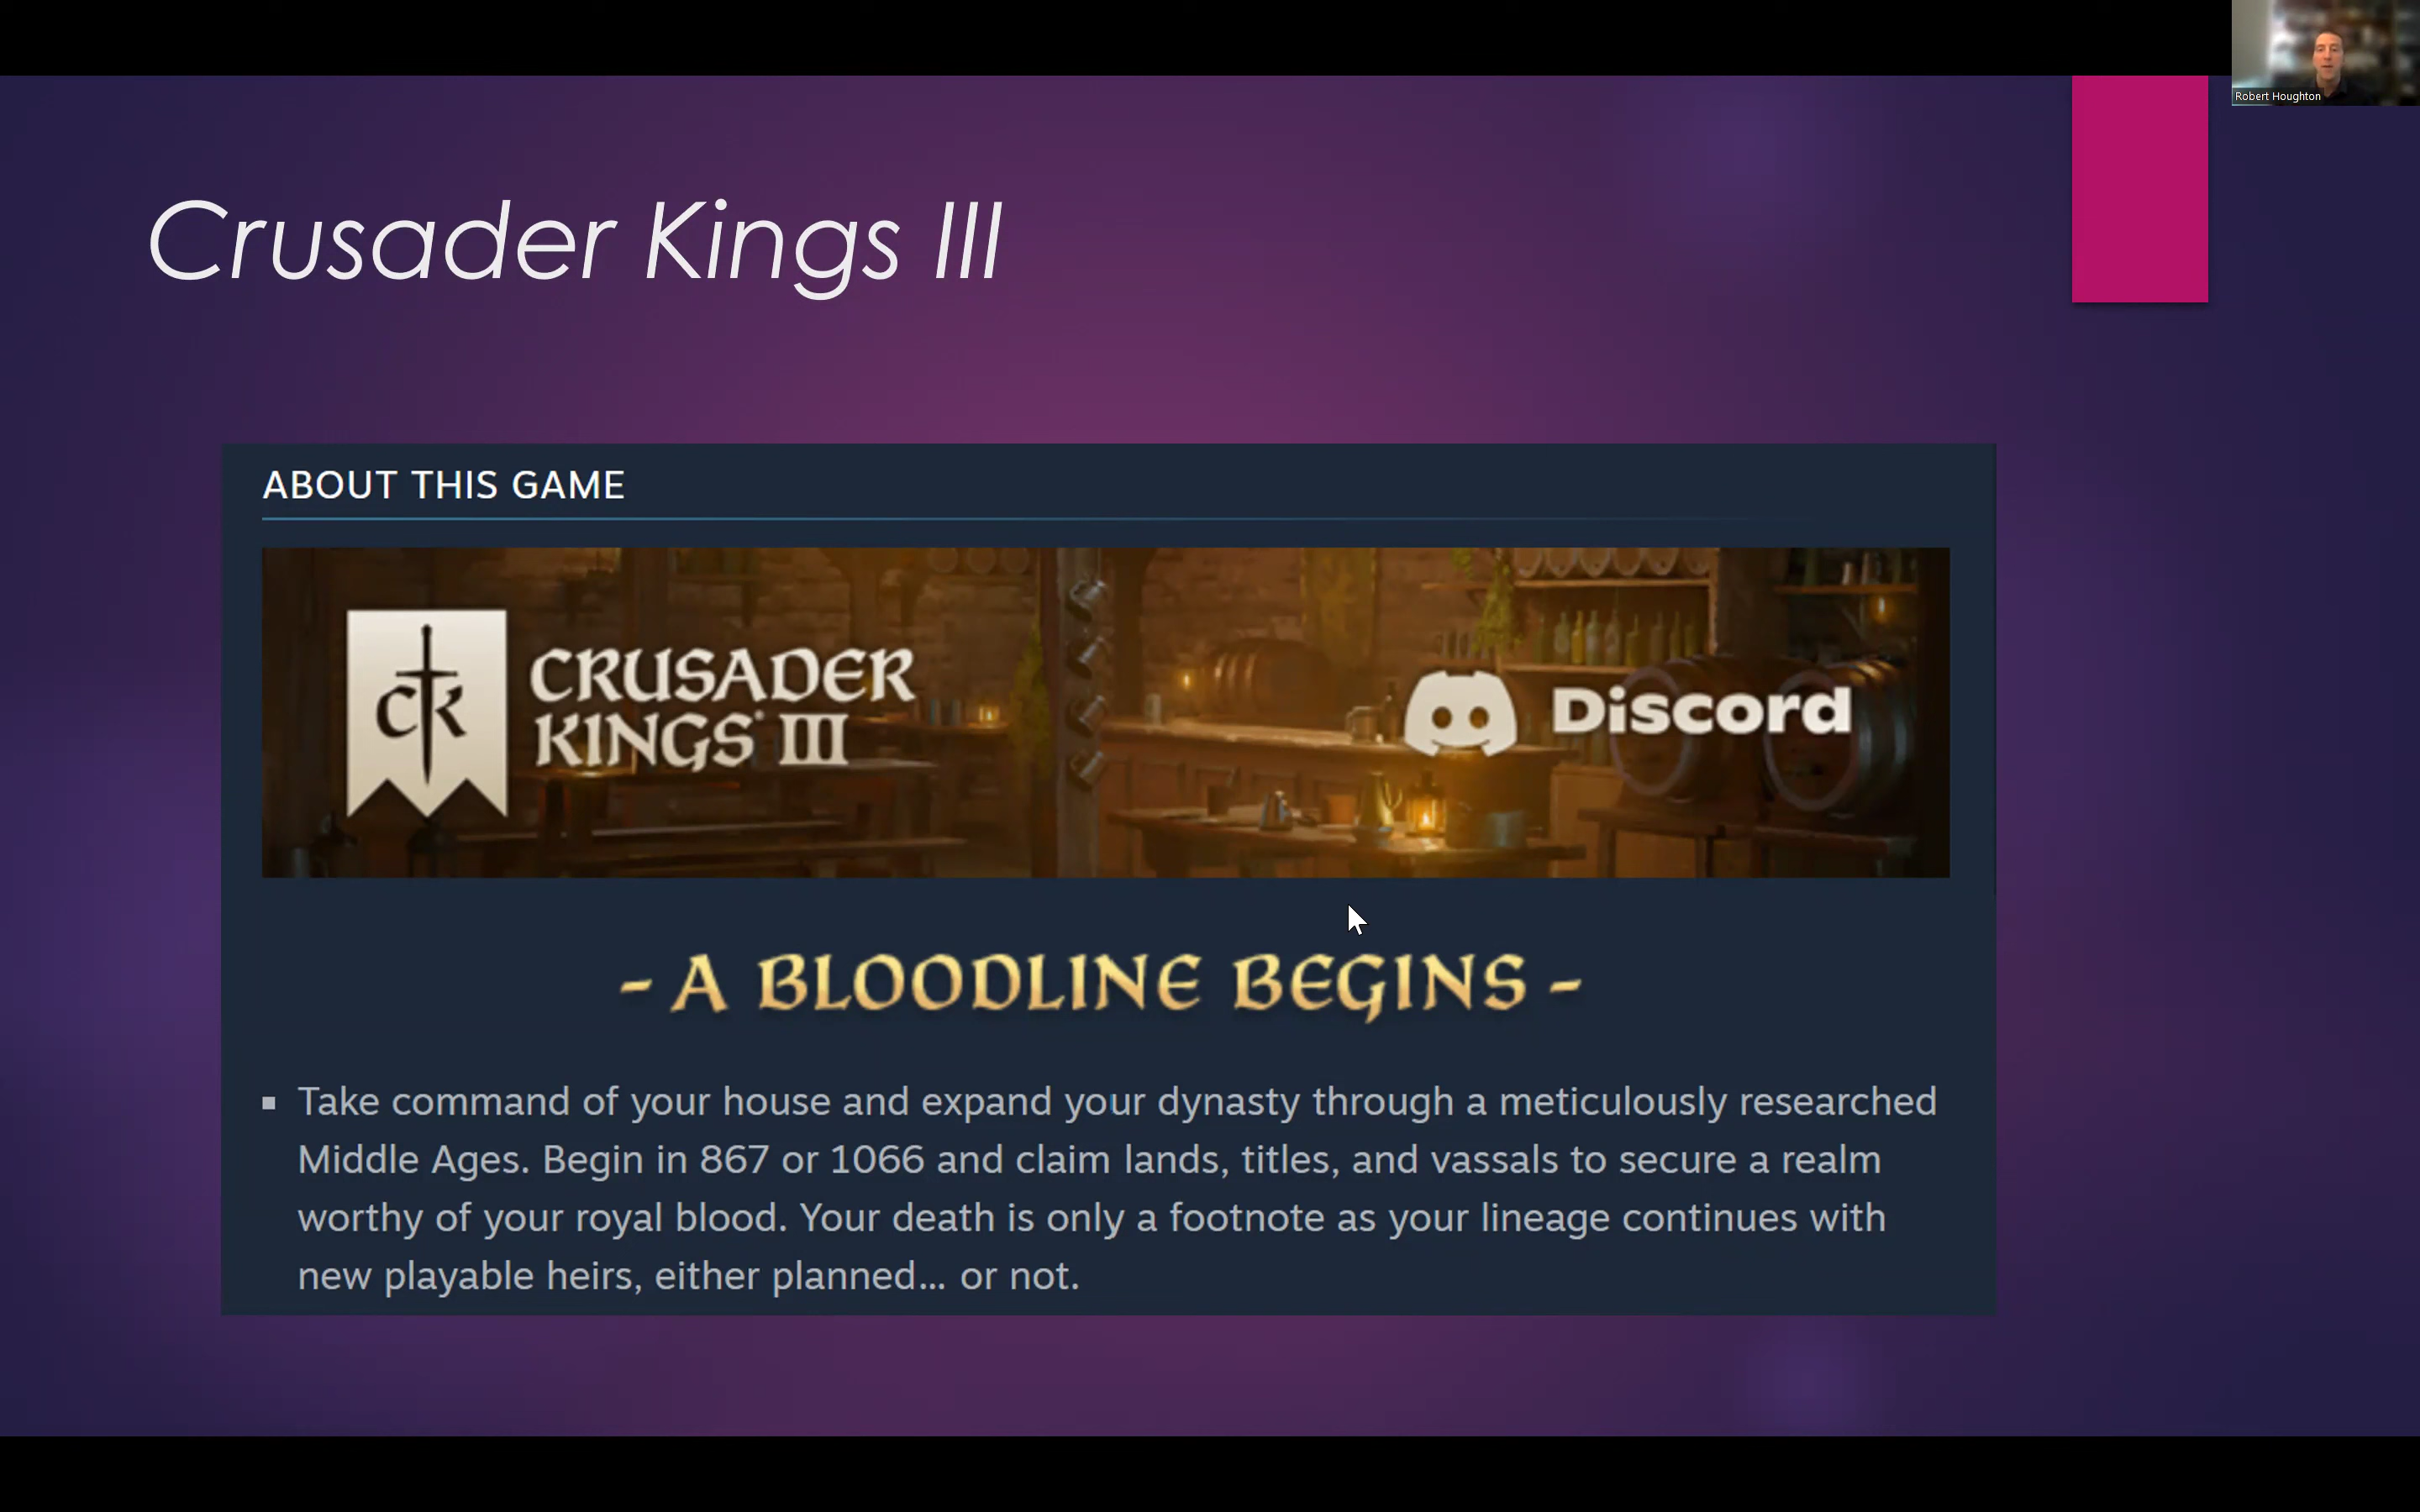 Robert Houghton
Crusader Kings III
ABOUT THIS GAME
CK
CRUSADER
KINGS® III
Discord
- A BLOODLINE BEGINS -
Take command of your house and expand your dynasty through a meticulously researched
Middle Ages. Begin in 867 or 1066 and claim lands, titles, and vassals to secure a realm
worthy of your royal blood. Your death is only a footnote as your lineage continues with
new playable heirs, either planned... or not.